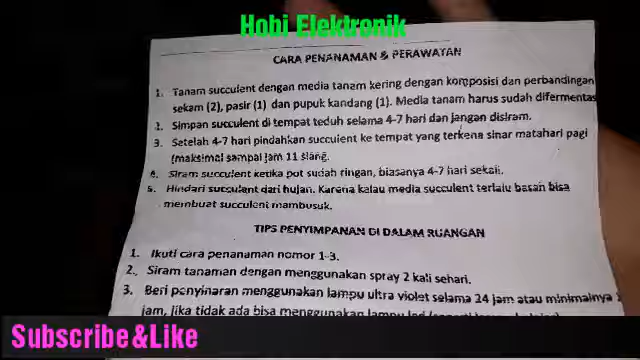 Hobi Elektronik
CARA PENANAMAN & PERAWATAN
1. Tanam succulent dengan media tanam kering dengan komposisi dan perbandingan
sekam (2), pasir (1) dan pupuk kandang (1). Media tanam harus sudah difermentas
2. Simpan succulent di tempat teduh selama 4-7 hari dan jangan disiram.
3. Setelah 4-7 hari pindahkan succulent ke tempat yang terkena sinar matahari pagi
(maksimal sampai jam 11 siang.
4. Siram succulent ketika pot sudah ringan, biasanya 4-7 hari sekali.
5. Hindari succulent dari hujan. Karena kalau media succulent terlalu basah bisa
membuat succulent mambusuk.
TIPS PENYIMPANAN DI DALAM RUANGAN
1. Ikuti cara penanaman nomor 1-3.
2. Siram tanaman dengan menggunakan spray 2 kali sehari.
3. Beri penyinaran menggunakan lampu ultra violet selama 24 jam atau minimalnya
jam, jika tidak ada bisa menggunakan lampu
Subscribe&Like